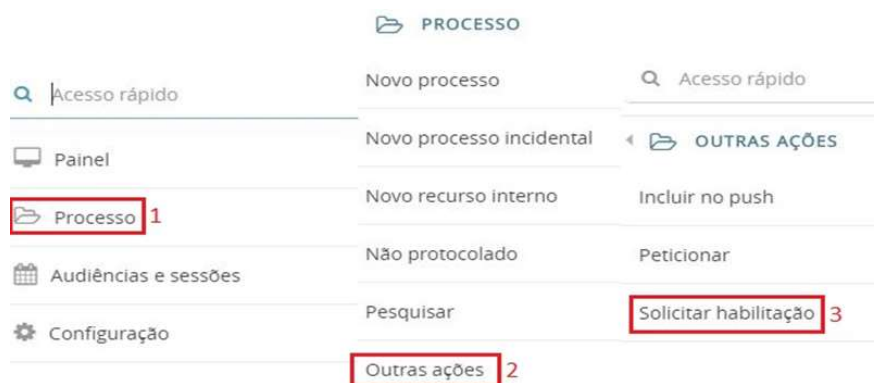 Acesso rápido
Painel
Processo 1
Audiências e sessões
Configuração
PROCESSO
Novo processo
Novo processo incidental
Novo recurso interno
Não protocolado
Pesquisar
Outras ações 2
Acesso rápido
OUTRAS AÇÕES
Incluir no push
Peticionar
Solicitar habilitação 3